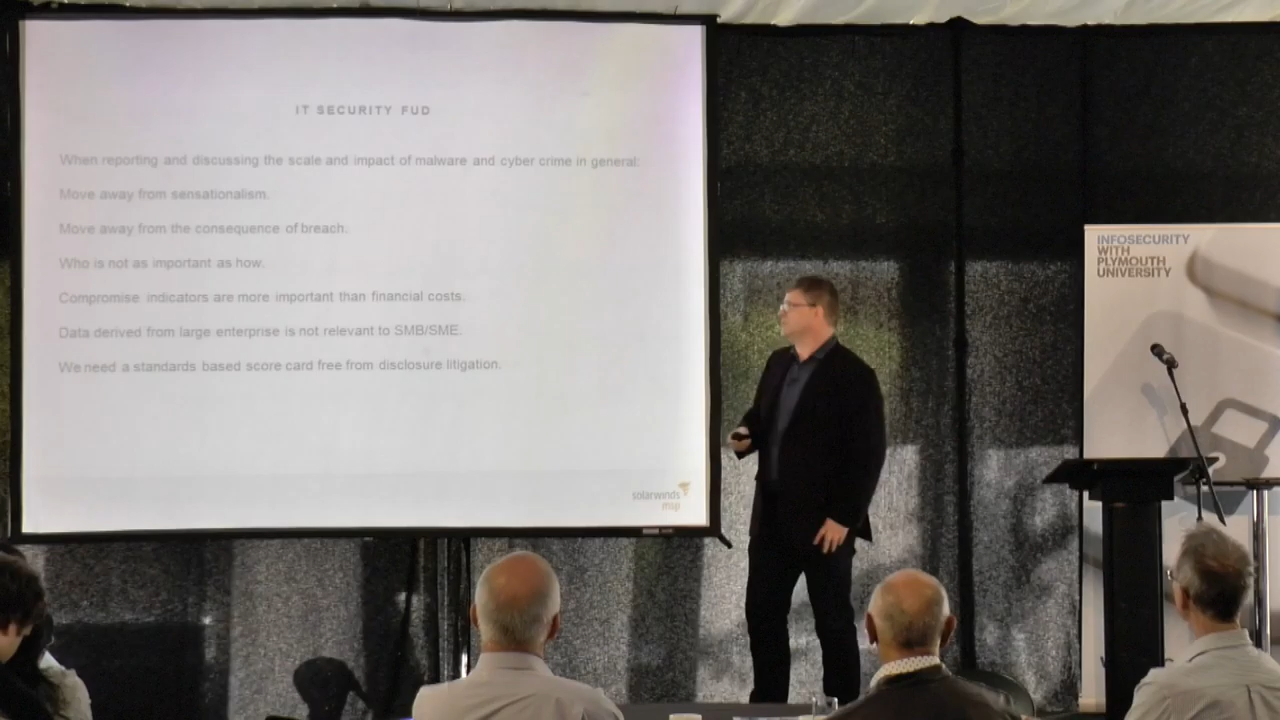 IT SECURITY FUD
When reporting and discussing the scale and impact of malware and cyber crime in general:
Move away from sensationalism.
Move away from the consequence of breach.
Who is not as important as how.
Compromise indicators are more important than financial costs.
Data derived from large enterprise is not relevant to SMB/SME.
We need a standards based score card free from disclosure litigation.
solarwinds
msp
INFOSECURITY
WITH
PLYMOUTH
UNIVERSITY